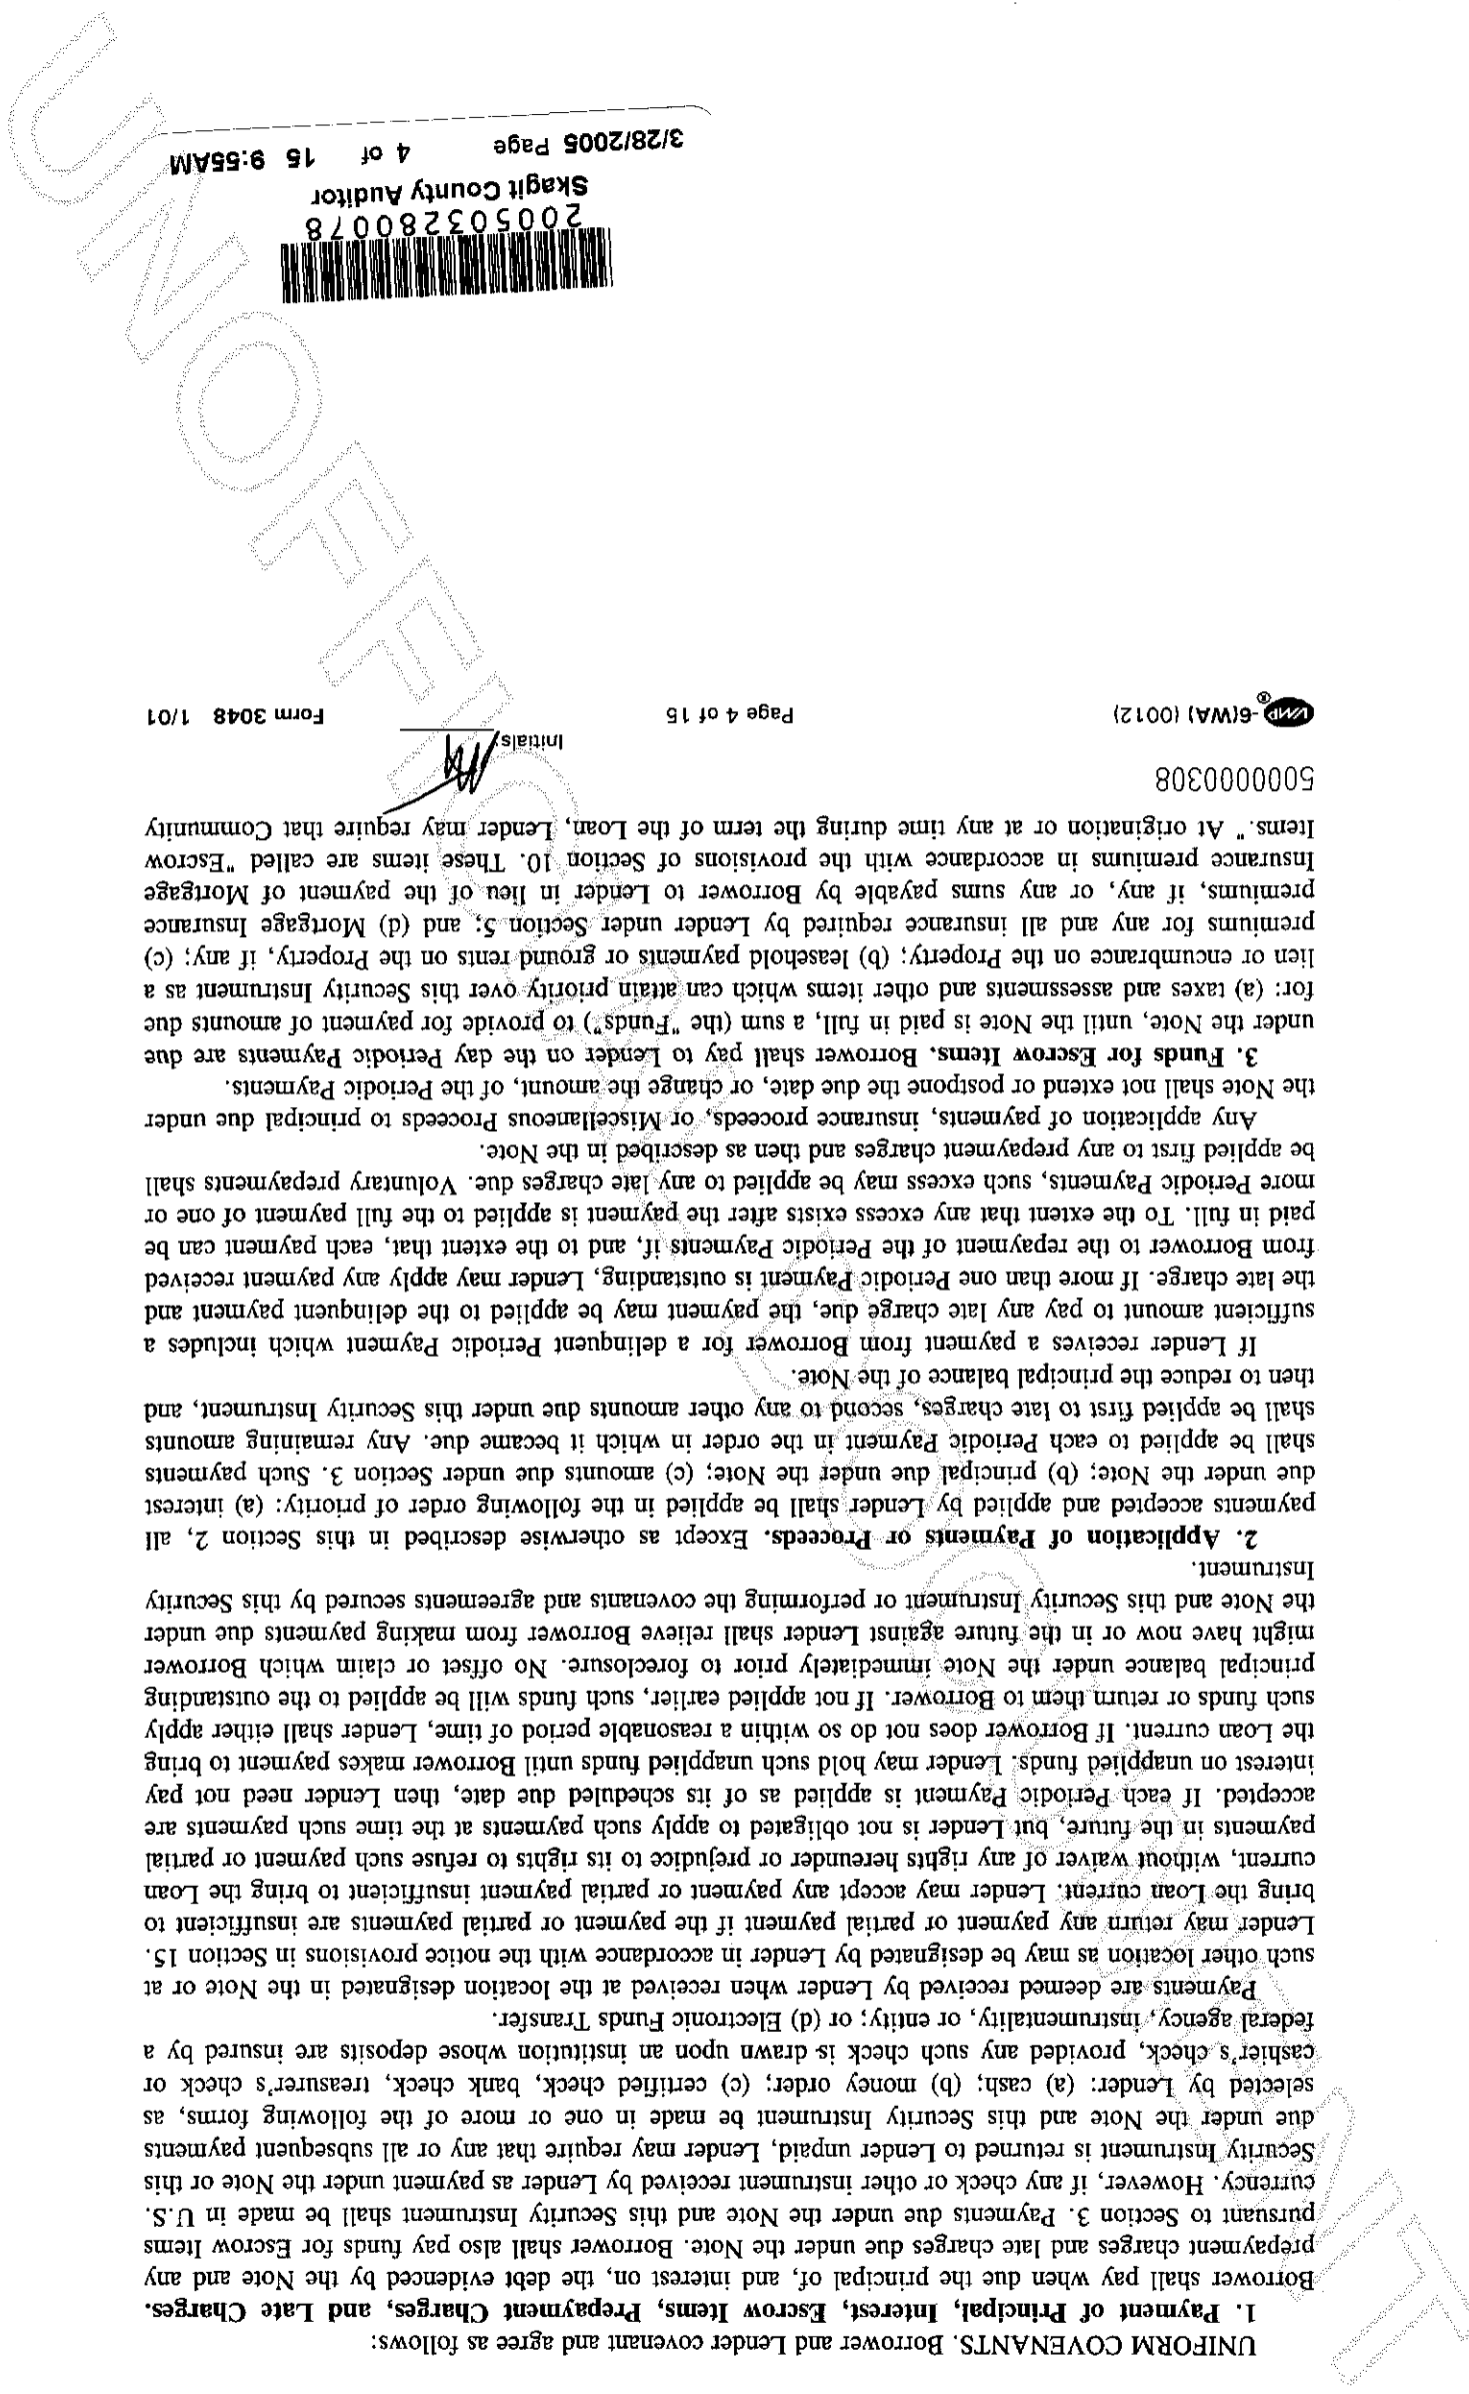 UNIFORM COVENANTS. Borrower and Lender covenant and agree as follows:
1. Payment of Principal, Interest, Escrow Items, Prepayment Charges, and Late Charges.
Borrower shall pay when due the principal of, and interest on, the debt evidenced by the Note and any
prepayment charges and late charges due under the Note. Borrower shall also pay funds for Escrow Items
pursuant to Section 3. Payments due under the Note and this Security Instrument shall be made in U.S.
currency. However, if any check or other instrument received by Lender as payment under the Note or this
Security Instrument is returned to Lender unpaid, Lender may require that any or all subsequent payments
due under the Note and this Security Instrument be made in one or more of the following forms, as
selected by Lender: (a) cash; (b) money order; (c) certified check, bank check, treasurer's check or
cashier's check, provided any such check is drawn upon an institution whose deposits are insured by a
federal agency, instrumentality, or entity; or (d) Electronic Funds Transfer.
Payments are deemed received by Lender when received at the location designated in the Note or at
such other location as may be designated by Lender in accordance with the notice provisions in Section 15.
Lender may return any payment or partial payment if the payment or partial payments are insufficient to
bring the Loan current. Lender may accept any payment or partial payment insufficient to bring the Loan
current, without waiver of any rights hereunder or prejudice to its rights to refuse such payment or partial
payments in the future, but Lender is not obligated to apply such payments at the time such payments are
accepted. If each Periodic Payment is applied as of its scheduled due date, then Lender need not pay
interest on unapplied funds. Lender may hold such unapplied funds until Borrower makes payment to bring
the Loan current. If Borrower does not do so within a reasonable period of time, Lender shall either apply
such funds or return them to Borrower. If not applied earlier, such funds will be applied to the outstanding
principal balance under the Note immediately prior to foreclosure. No offset or claim which Borrower
might have now or in the future against Lender shall relieve Borrower from making payments due under
the Note and this Security Instrument or performing the covenants and agreements secured by this Security
Instrument.
2. Application of Payments or Proceeds. Except as otherwise described in this Section 2, all
payments accepted and applied by Lender shall be applied in the following order of priority: (a) interest
due under the Note; (b) principal due under the Note; (c) amounts due under Section 3. Such payments
shall be applied to each Periodic Payment in the order in which it became due. Any remaining amounts
shall be applied first to late charges, second to any other amounts due under this Security Instrument, and
then to reduce the principal balance of the Note.
If Lender receives a payment from Borrower for a delinquent Periodic Payment which includes a
sufficient amount to pay any late charge due, the payment may be applied to the delinquent payment and
the late charge. If more than one Periodic Payment is outstanding, Lender may apply any payment received
from Borrower to the repayment of the Periodic Payments if, and to the extent that, each payment can be
paid in full. To the extent that any excess exists after the payment is applied to the full payment of one or
more Periodic Payments, such excess may be applied to any late charges due. Voluntary prepayments shall
be applied first to any prepayment charges and then as described in the Note.
Any application of payments, insurance proceeds, or Miscellaneous Proceeds to principal due under
the Note shall not extend or postpone the due date, or change the amount, of the Periodic Payments.
3. Funds for Escrow Items. Borrower shall pay to Lender on the day Periodic Payments are due
under the Note, until the Note is paid in full, a sum (the "Funds") to provide for payment of amounts due
for: (a) taxes and assessments and other items which can attain priority over this Security Instrument as a
lien or encumbrance on the Property; (b) leasehold payments or ground rents on the Property, if any; (c)
premiums for any and all insurance required by Lender under Section 5; and (d) Mortgage Insurance
premiums, if any, or any sums payable by Borrower to Lender in lieu of the payment of Mortgage
Insurance premiums in accordance with the provisions of Section 10. These items are called "Escrow
Items." At origination or at any time during the term of the Loan, Lender may require that Community
5000000308
Initials:
VMP®-6(WA) (0012) Page 4 of 15 Form 3048 1/01
200503280078
Skagit County Auditor
3/28/2005 Page 4 of 15 9:55AM
UNOFFICIAL DOCUMENT